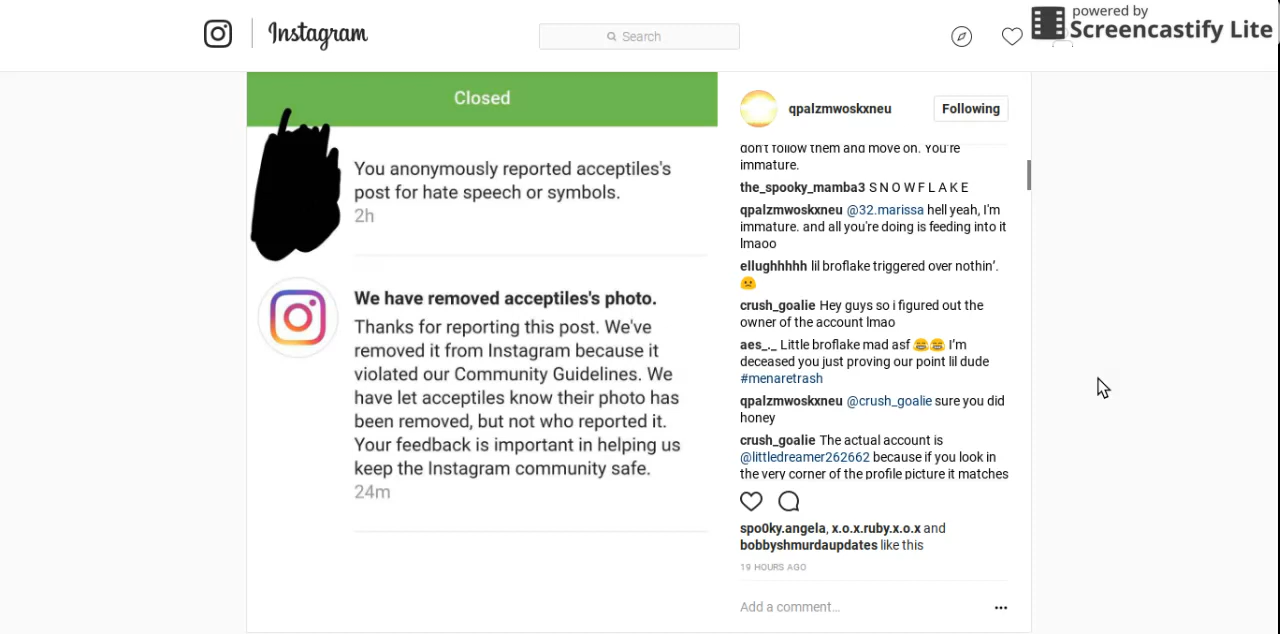 Instagram
Search
powered by
Screencastify Lite
Closed
You anonymously reported acceptiles's
post for hate speech or symbols.
2h
We have removed acceptiles's photo.
Thanks for reporting this post. We've
removed it from Instagram because it
violated our Community Guidelines. We
have let acceptiles know their photo has
been removed, but not who reported it.
Your feedback is important in helping us
keep the Instagram community safe.
24m
qpalzmwoskxneu
Following
don't follow them and move on. You're
immature.
the_spooky_mamba3 S N O W F L A K E
qpalzmwoskxneu @32.marissa hell yeah, I'm
immature. and all you're doing is feeding into it
lmaoo
ellughhhhh lil broflake triggered over nothin'.
🙁
crush_goalie Hey guys so i figured out the
owner of the account lmao
aes_._ Little broflake mad asf 😂😂 I'm
deceased you just proving our point lil dude
#menaretrash
qpalzmwoskxneu @crush_goalie sure you did
honey
crush_goalie The actual account is
@littledreamer262662 because if you look in
the very corner of the profile picture it matches
spo0ky.angela, x.o.x.ruby.x.o.x and
bobbyshmurdaupdates like this
19 HOURS AGO
Add a comment...